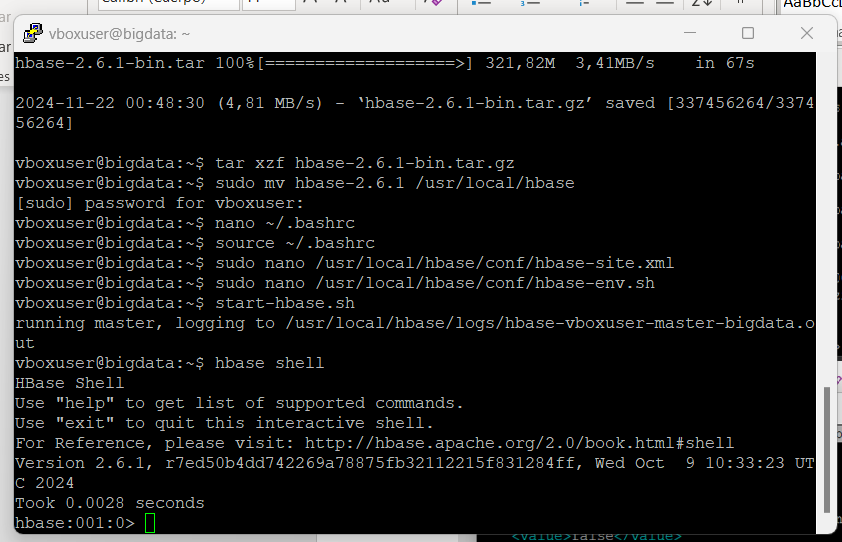 vboxuser@bigdata: ~
hbase-2.6.1-bin.tar 100%[===================>] 321,82M  3,41MB/s    in 67s
2024-11-22 00:48:30 (4,81 MB/s) - ‘hbase-2.6.1-bin.tar.gz’ saved [337456264/3374
56264]
vboxuser@bigdata:~$ tar xzf hbase-2.6.1-bin.tar.gz
vboxuser@bigdata:~$ sudo mv hbase-2.6.1 /usr/local/hbase
[sudo] password for vboxuser:
vboxuser@bigdata:~$ nano ~/.bashrc
vboxuser@bigdata:~$ source ~/.bashrc
vboxuser@bigdata:~$ sudo nano /usr/local/hbase/conf/hbase-site.xml
vboxuser@bigdata:~$ sudo nano /usr/local/hbase/conf/hbase-env.sh
vboxuser@bigdata:~$ start-hbase.sh
running master, logging to /usr/local/hbase/logs/hbase-vboxuser-master-bigdata.o
ut
vboxuser@bigdata:~$ hbase shell
HBase Shell
Use "help" to get list of supported commands.
Use "exit" to quit this interactive shell.
For Reference, please visit: http://hbase.apache.org/2.0/book.html#shell
Version 2.6.1, r7ed50b4dd742269a78875fb32112215f831284ff, Wed Oct  9 10:33:23 UT
C 2024
Took 0.0028 seconds
hbase:001:0>
<value>false</value>